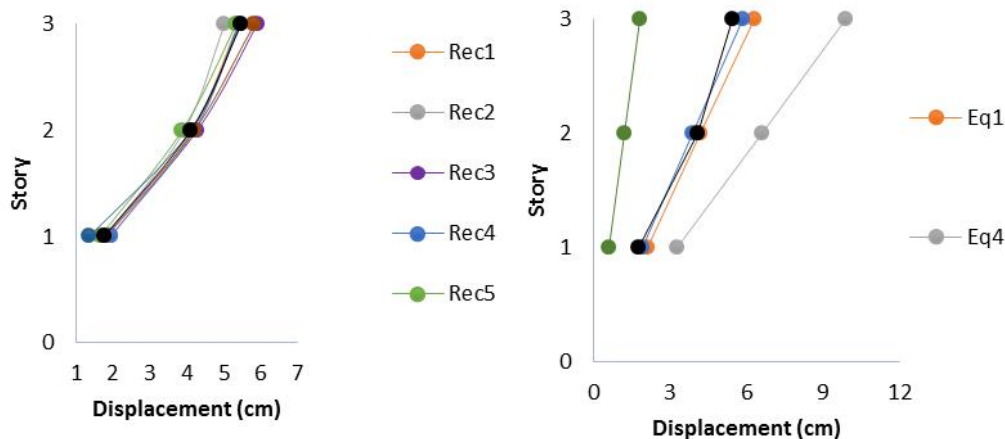 3
2
1
0
Story
1 2 3 4 5 6 7
Displacement (cm)
Rec1
Rec2
Rec3
Rec4
Rec5
3
2
1
0
Story
0 3 6 9 12
Displacement (cm)
Eq1
Eq4